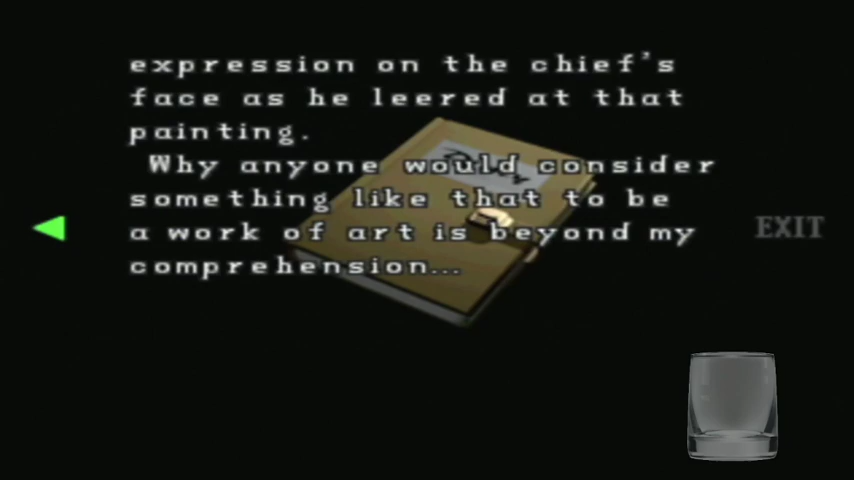 expression on the chief's
face as he leered at that
painting.
Why anyone would consider
something like that to be
a work of art is beyond my
comprehension...
EXIT